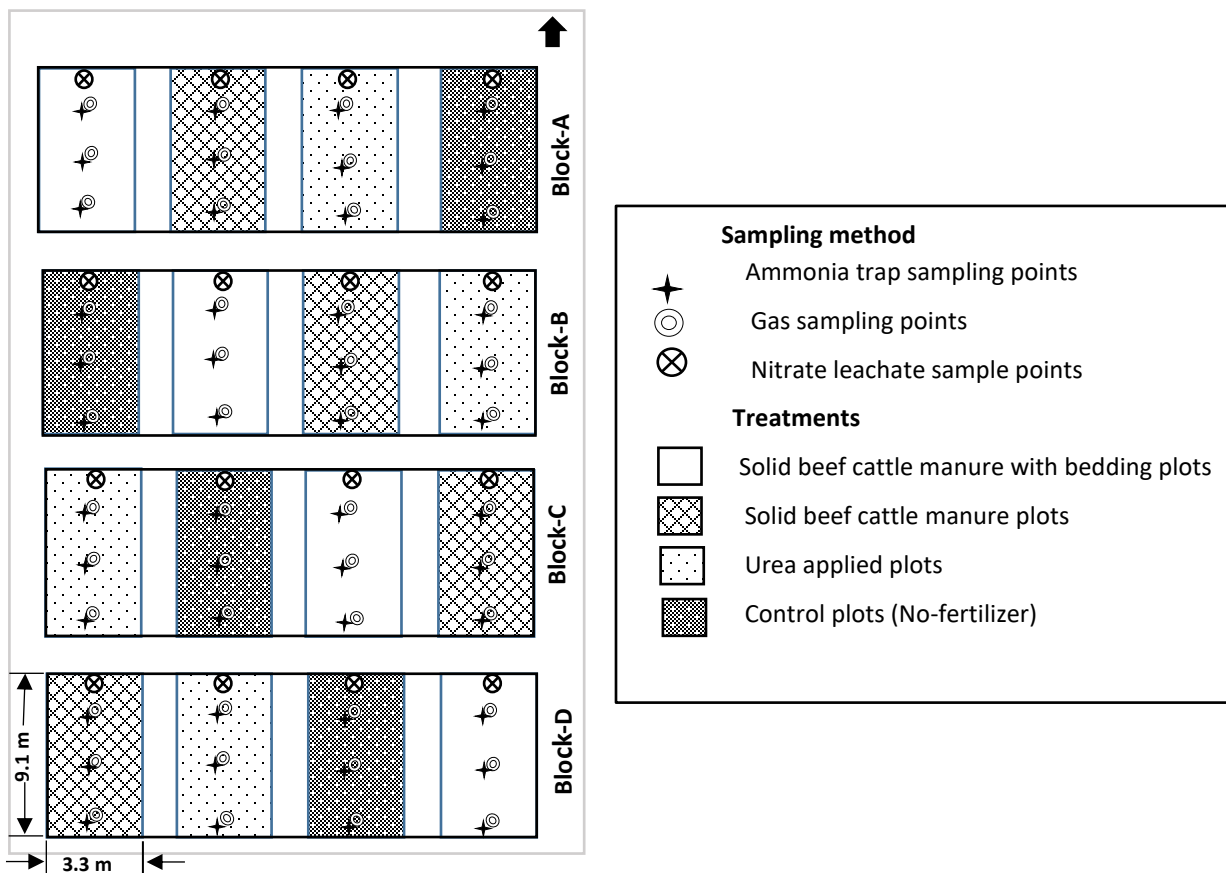 Block-A
Block-B
Block-C
Block-D
9.1 m
3.3 m
Sampling method
Ammonia trap sampling points
Gas sampling points
Nitrate leachate sample points
Treatments
Solid beef cattle manure with bedding plots
Solid beef cattle manure plots
Urea applied plots
Control plots (No-fertilizer)